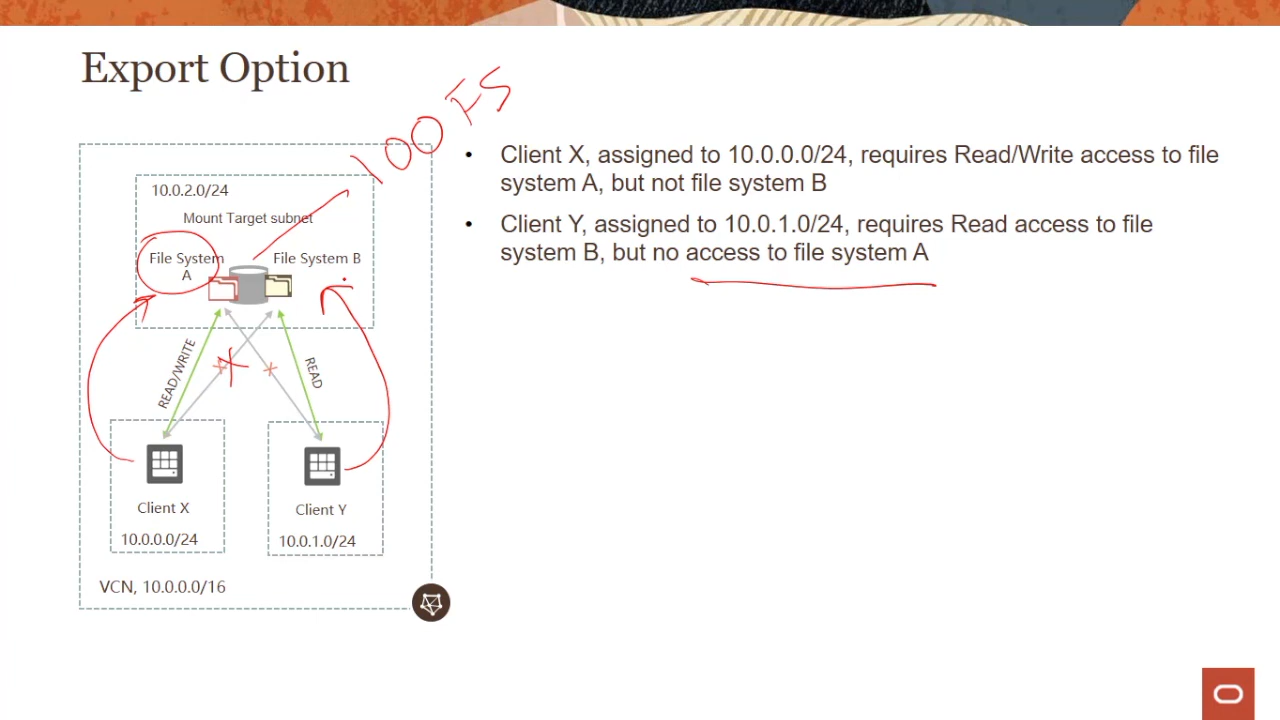 Export Option
100 FS
• Client X, assigned to 10.0.0.0/24, requires Read/Write access to file
system A, but not file system B
• Client Y, assigned to 10.0.1.0/24, requires Read access to file
system B, but no access to file system A
10.0.2.0/24
Mount Target subnet
File System
A
File System B
READ/WRITE
READ
Client X
10.0.0.0/24
Client Y
10.0.1.0/24
VCN, 10.0.0.0/16